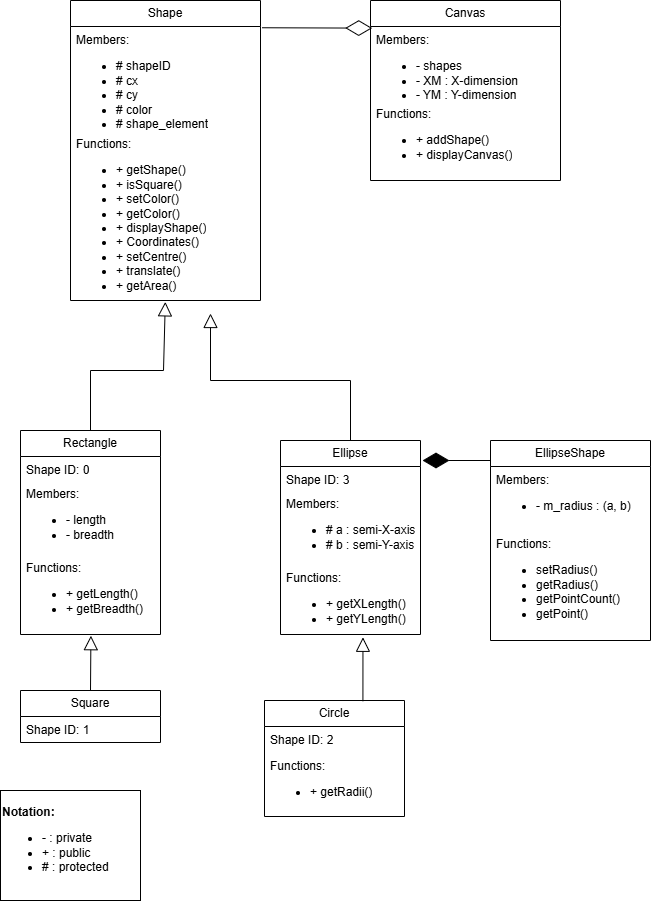 Shape
Members:
# shapeID
# cx
# cy
# color
# shape_element
Functions:
+ getShape()
+ isSquare()
+ setColor()
+ getColor()
+ displayShape()
+ Coordinates()
+ setCentre()
+ translate()
+ getArea()
Canvas
Members:
- shapes
- XM : X-dimension
- YM : Y-dimension
Functions:
+ addShape()
+ displayCanvas()
Rectangle
Shape ID: 0
Members:
- length
- breadth
Functions:
+ getLength()
+ getBreadth()
Ellipse
Shape ID: 3
Members:
# a : semi-X-axis
# b : semi-Y-axis
Functions:
+ getXLength()
+ getYLength()
EllipseShape
Members:
- m_radius : (a, b)
Functions:
setRadius()
getRadius()
getPointCount()
getPoint()
Square
Shape ID: 1
Circle
Shape ID: 2
Functions:
+ getRadii()
Notation:
- : private
+ : public
# : protected